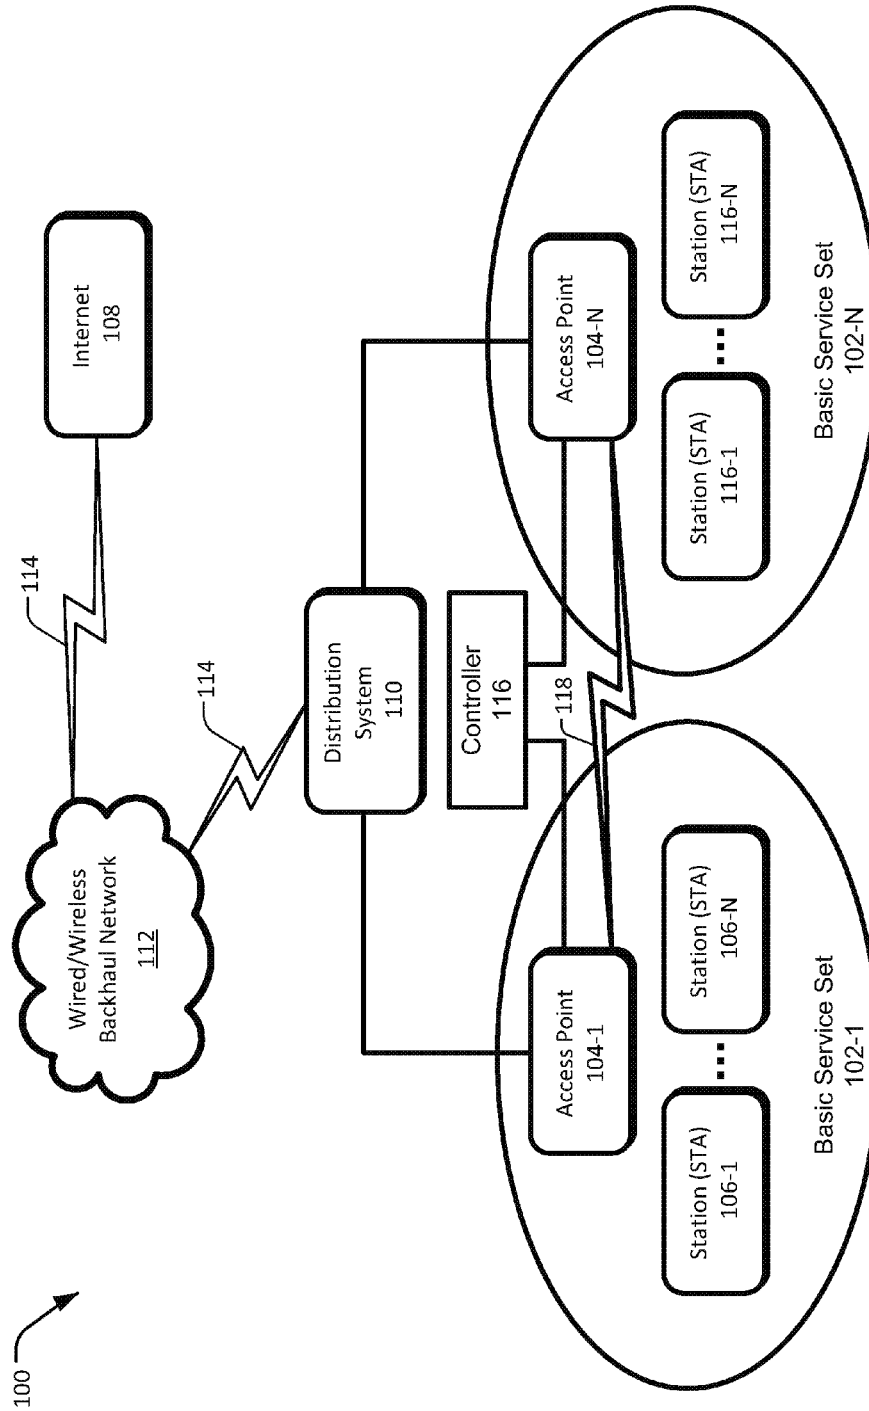 100
Wired/Wireless
Backhaul Network
112
114
Internet
108
114
Distribution
System
110
Controller
116
118
Access Point
104-1
Access Point
104-N
Station (STA)
106-1
....
Station (STA)
106-N
Station (STA)
116-1
....
Station (STA)
116-N
Basic Service Set
102-1
Basic Service Set
102-N